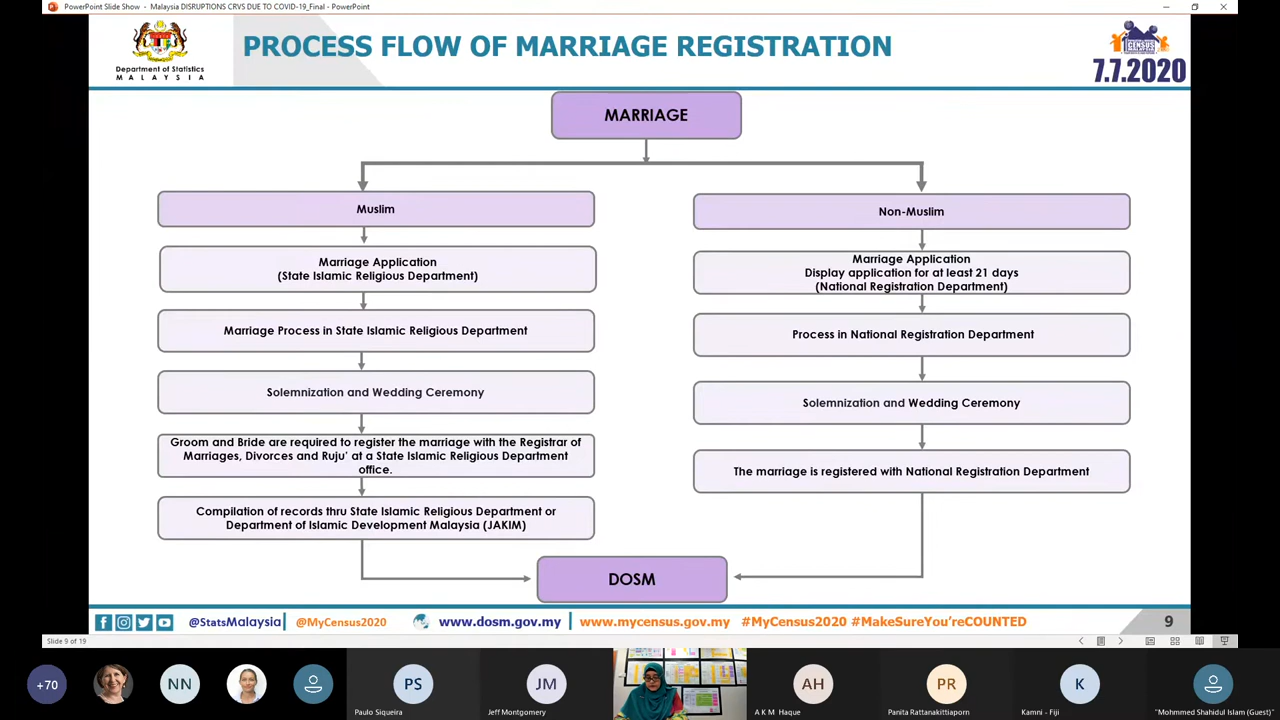 PowerPoint Slide Show - Malaysia DISRUPTIONS CRVS DUE TO COVID-19_Final - PowerPoint
Department of Statistics
MALAYSIA
PROCESS FLOW OF MARRIAGE REGISTRATION
CENSUS
7.7.2020
MARRIAGE
Muslim
Marriage Application
(State Islamic Religious Department)
Marriage Process in State Islamic Religious Department
Solemnization and Wedding Ceremony
Groom and Bride are required to register the marriage with the Registrar of
Marriages, Divorces and Ruju' at a State Islamic Religious Department
office.
Compilation of records thru State Islamic Religious Department or
Department of Islamic Development Malaysia (JAKIM)
Non-Muslim
Marriage Application
Display application for at least 21 days
(National Registration Department)
Process in National Registration Department
Solemnization and Wedding Ceremony
The marriage is registered with National Registration Department
DOSM
@StatsMalaysia
@MyCensus2020
www.dosm.gov.my
www.mycensus.gov.my
#MyCensus2020 #MakeSureYou'reCOUNTED
9
Slide 9 of 19
+70
NN
PS
Paulo Siqueira
JM
Jeff Montgomery
AH
A K M Haque
PR
Panita Rattanakittiaporn
K
Kamni - Fiji
"Mohmmed Shahidul Islam (Guest)"